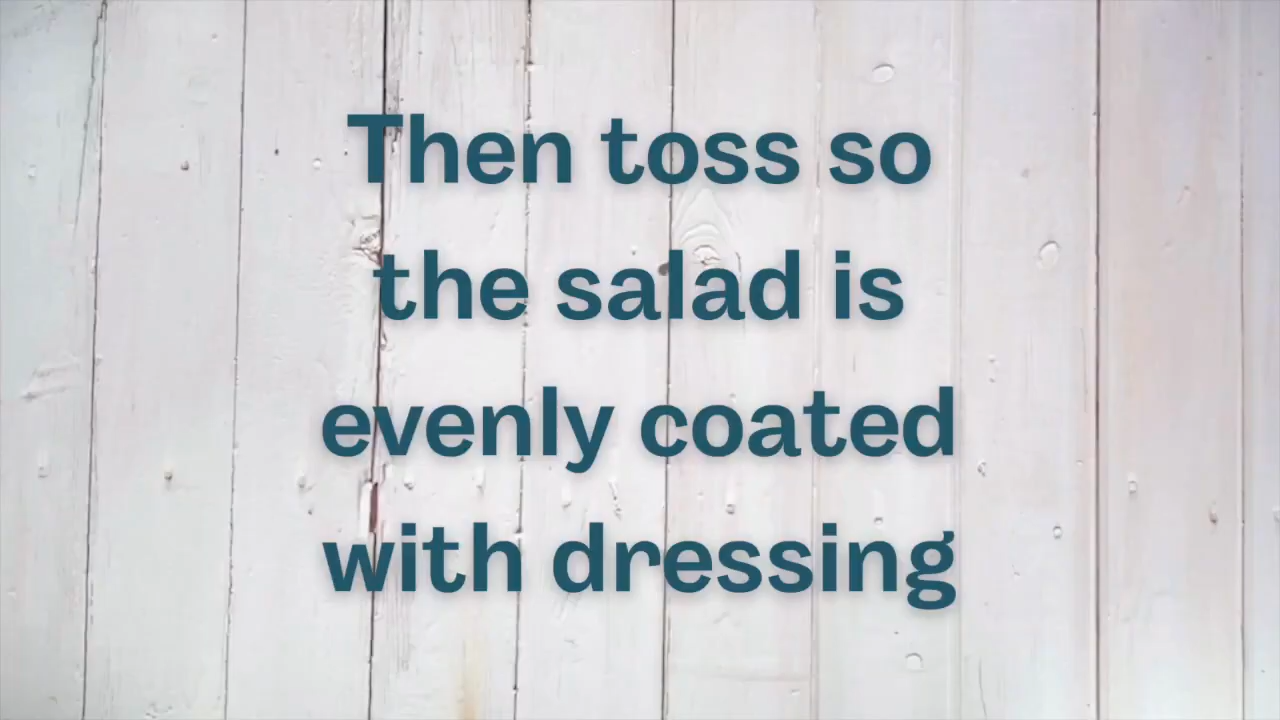 Then toss so
the salad is
evenly coated
with dressing